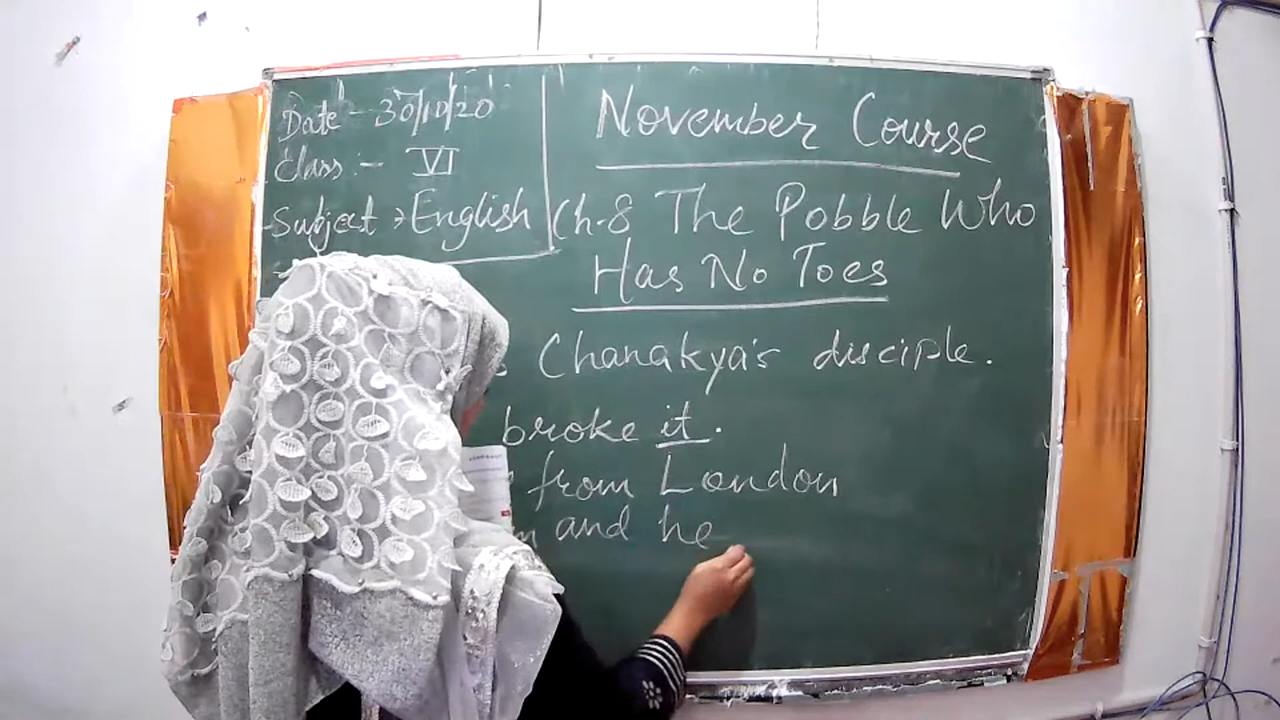 Date - 30/10/20
Class :- VI
Subject → English
November Course
Ch-8 The Pobble Who
Has No Toes
Chanakya's disciple.
broke it.
from London
and he